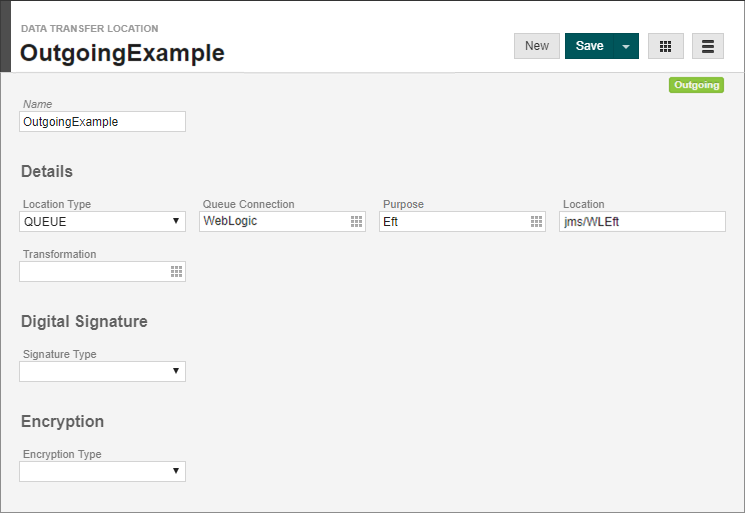 DATA TRANSFER LOCATION
OutgoingExample
New Save
Outgoing
Name
OutgoingExample
Details
Location Type Queue Connection Purpose Location
QUEUE WebLogic Eft jms/WLEft
Transformation
Digital Signature
Signature Type
Encryption
Encryption Type